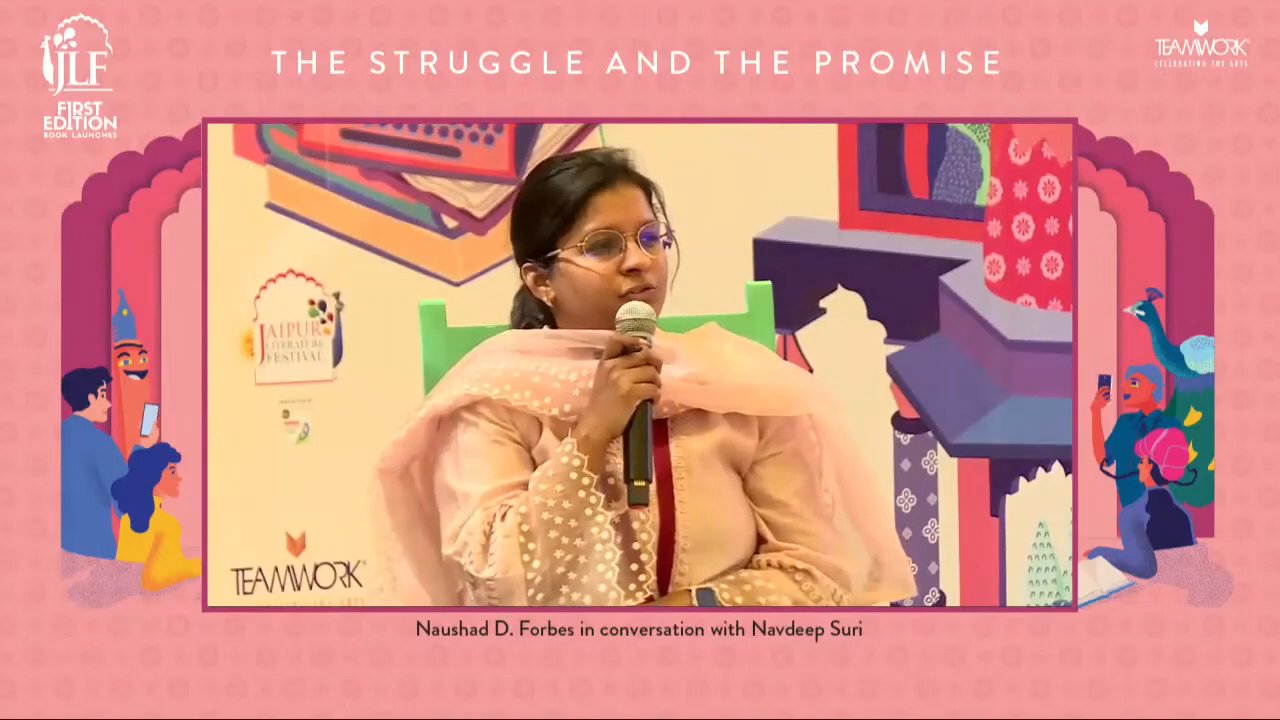 JLF
FIRST
EDITION
BOOK LAUNCHES
THE STRUGGLE AND THE PROMISE
TEAMWORK
CELEBRATING THE ARTS
JAIPUR
LITERATURE
FESTIVAL
TEAMWORK
Naushad D. Forbes in conversation with Navdeep Suri